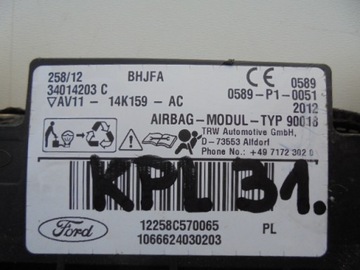 258/12 BHJFA
34014203 C
▽AV11 - 14K159 - AC
CE 0589
0589-P1-0051
2012
AIRBAG-MODUL-TYP 90018
TRW Automotive GmbH,
D-73553 Alfdorf
Phone No.: +49 7172 302 0
KPL 31.
Ford
12258C570065 PL
1066624030203